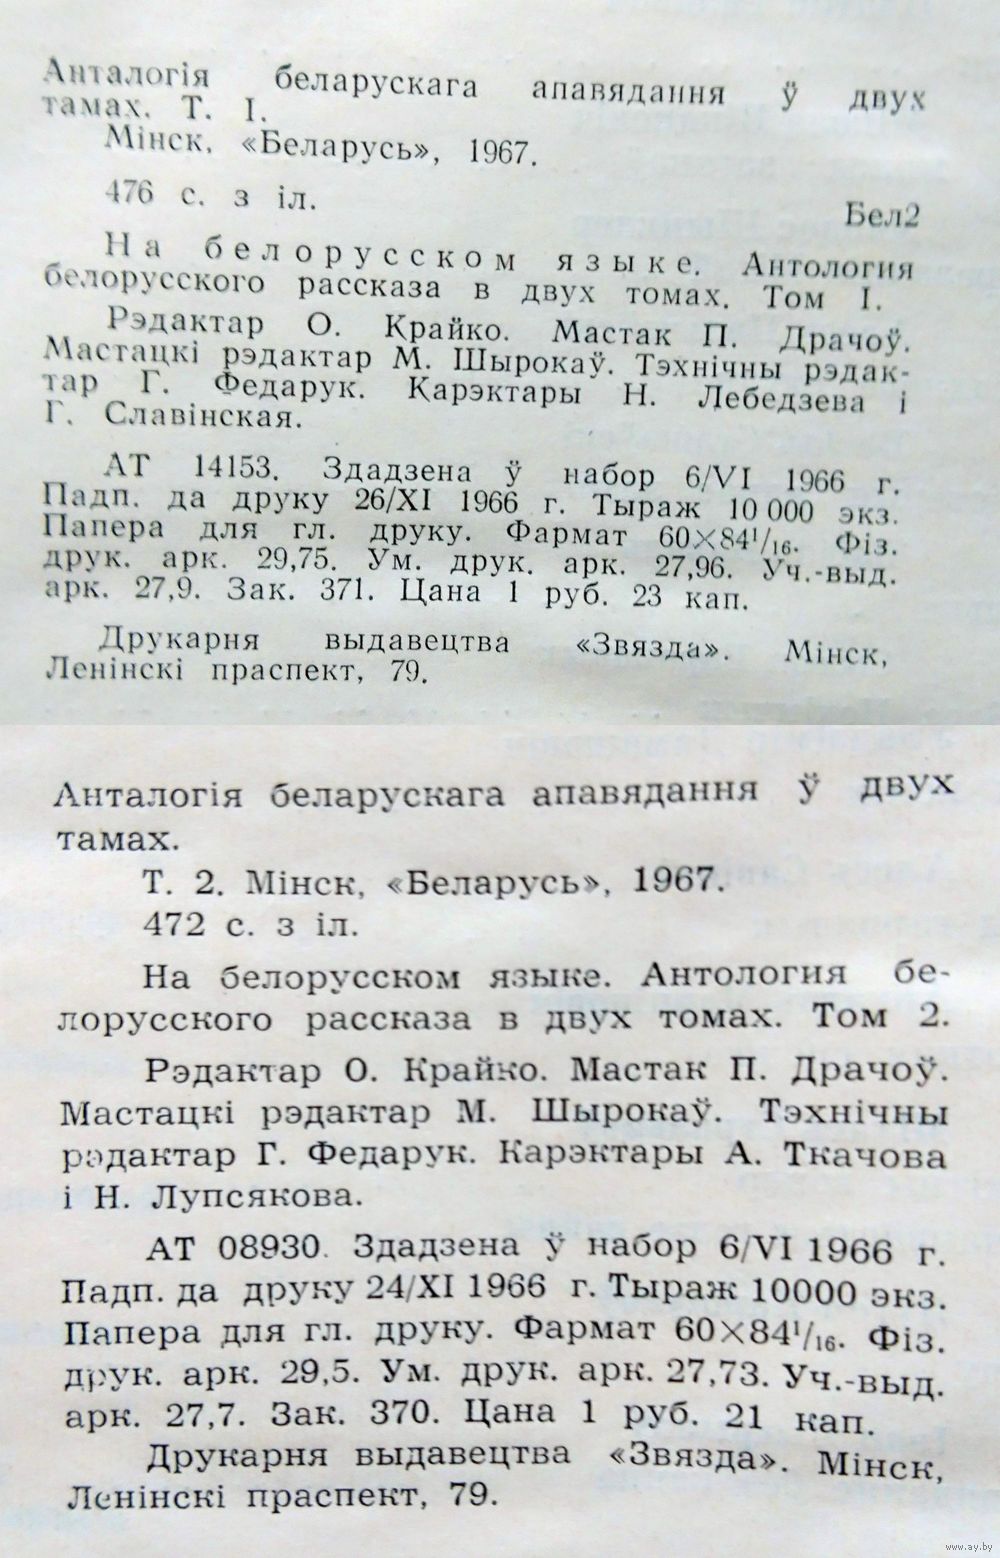 Анталогія беларускага апавядання ў двух
тамах. Т. I.
Мінск, «Беларусь», 1967.
476 с. з іл.
Бел2
На белорусском языке. Антология
белорусского рассказа в двух томах. Том I.
Рэдактар О. Крайко. Мастак П. Драчоў.
Мастацкі рэдактар М. Шырокаў. Тэхнічны рэдак-
тар Г. Федарук. Карэктары Н. Лебедзева і
Г. Славінская.
АТ 14153. Здадзена ў набор 6/VI 1966 г.
Падп. да друку 26/XI 1966 г. Тыраж 10 000 экз.
Папера для гл. друку. Фармат 60×84¹/₁₆. Фіз.
друк. арк. 29,75. Ум. друк. арк. 27,96. Уч.-выд.
арк. 27,9. Зак. 371. Цана 1 руб. 23 кап.
Друкарня выдавецтва «Звязда». Мінск,
Ленінскі праспект, 79.
Анталогія беларускага апавядання ў двух
тамах.
Т. 2. Мінск, «Беларусь», 1967.
472 с. з іл.
На белорусском языке. Антология бе-
лорусского рассказа в двух томах. Том 2.
Рэдактар О. Крайко. Мастак П. Драчоў.
Мастацкі рэдактар М. Шырокаў. Тэхнічны
рэдактар Г. Федарук. Карэктары А. Ткачова
і Н. Лупсякова.
АТ 08930. Здадзена ў набор 6/VI 1966 г.
Падп. да друку 24/XI 1966 г. Тыраж 10000 экз.
Папера для гл. друку. Фармат 60×84¹/₁₆. Фіз.
друк. арк. 29,5. Ум. друк. арк. 27,73. Уч.-выд.
арк. 27,7. Зак. 370. Цана 1 руб. 21 кап.
Друкарня выдавецтва «Звязда». Мінск,
Ленінскі праспект, 79.
www.ay.by